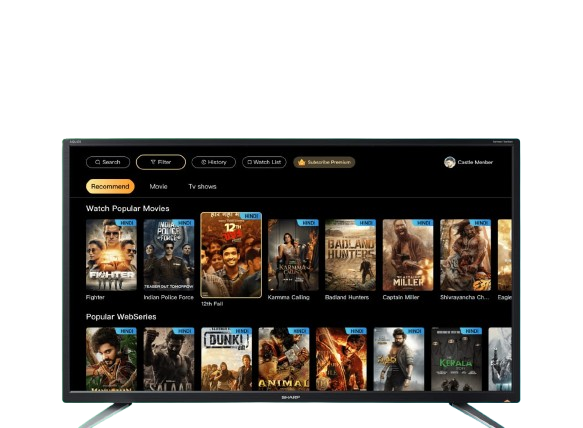 Search
Filter
History
Watch List
Subscribe Premium
Castle Member
Recommend
Movie
Tv shows
Watch Popular Movies
HINDI
HINDI
HINDI
HINDI
HINDI
HINDI
HINDI
FIGHTER
INDIAN POLICE FORCE
TEASER OUT TOMORROW
12TH
KARMMA CALLING
BADLAND HUNTERS
MILLER
Fighter
Indian Police Force
12th Fail
Karmma Calling
Badland Hunters
Captain Miller
Shivrayancha Ch...
Eagle
Popular WebSeries
HINDI
HINDI
HINDI
HINDI
HINDI
HINDI
HINDI
SALAAR
DUNKI
ANIMAL
KERALA
SHARP